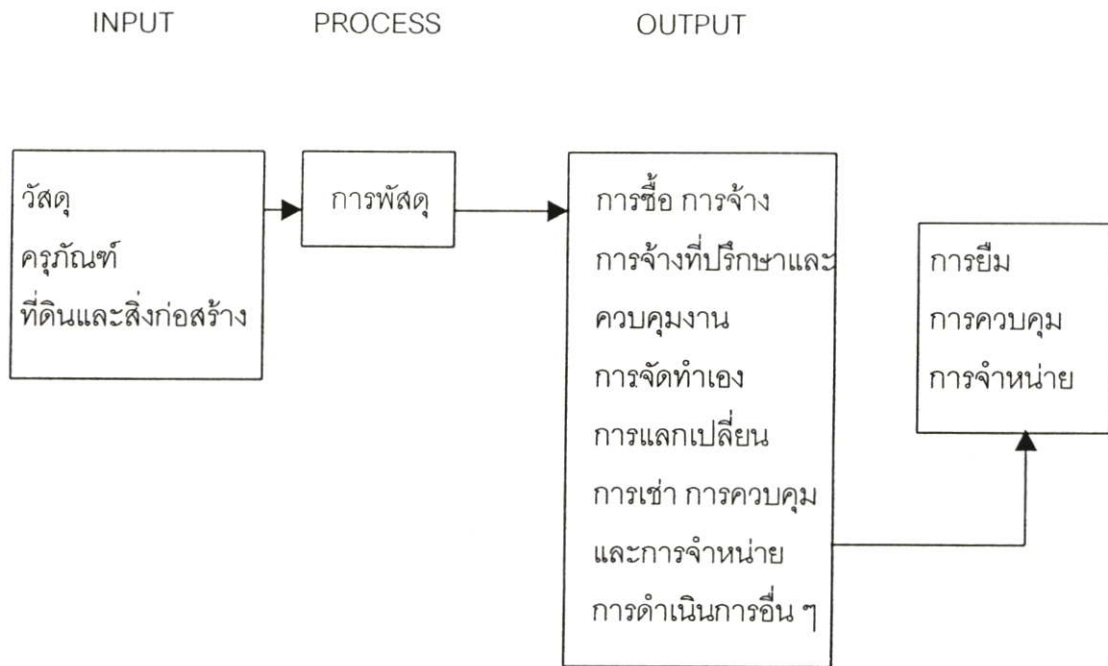 INPUT PROCESS OUTPUT
วัสดุ
ครุภัณฑ์
ที่ดินและสิ่งก่อสร้าง
การพัสดุ
การซื้อ การจ้าง
การจ้างที่ปรึกษาและ
ควบคุมงาน
การจัดทำเอง
การแลกเปลี่ยน
การเช่า การควบคุม
และการจำหน่าย
การดำเนินการอื่น ๆ
การยืม
การควบคุม
การจำหน่าย